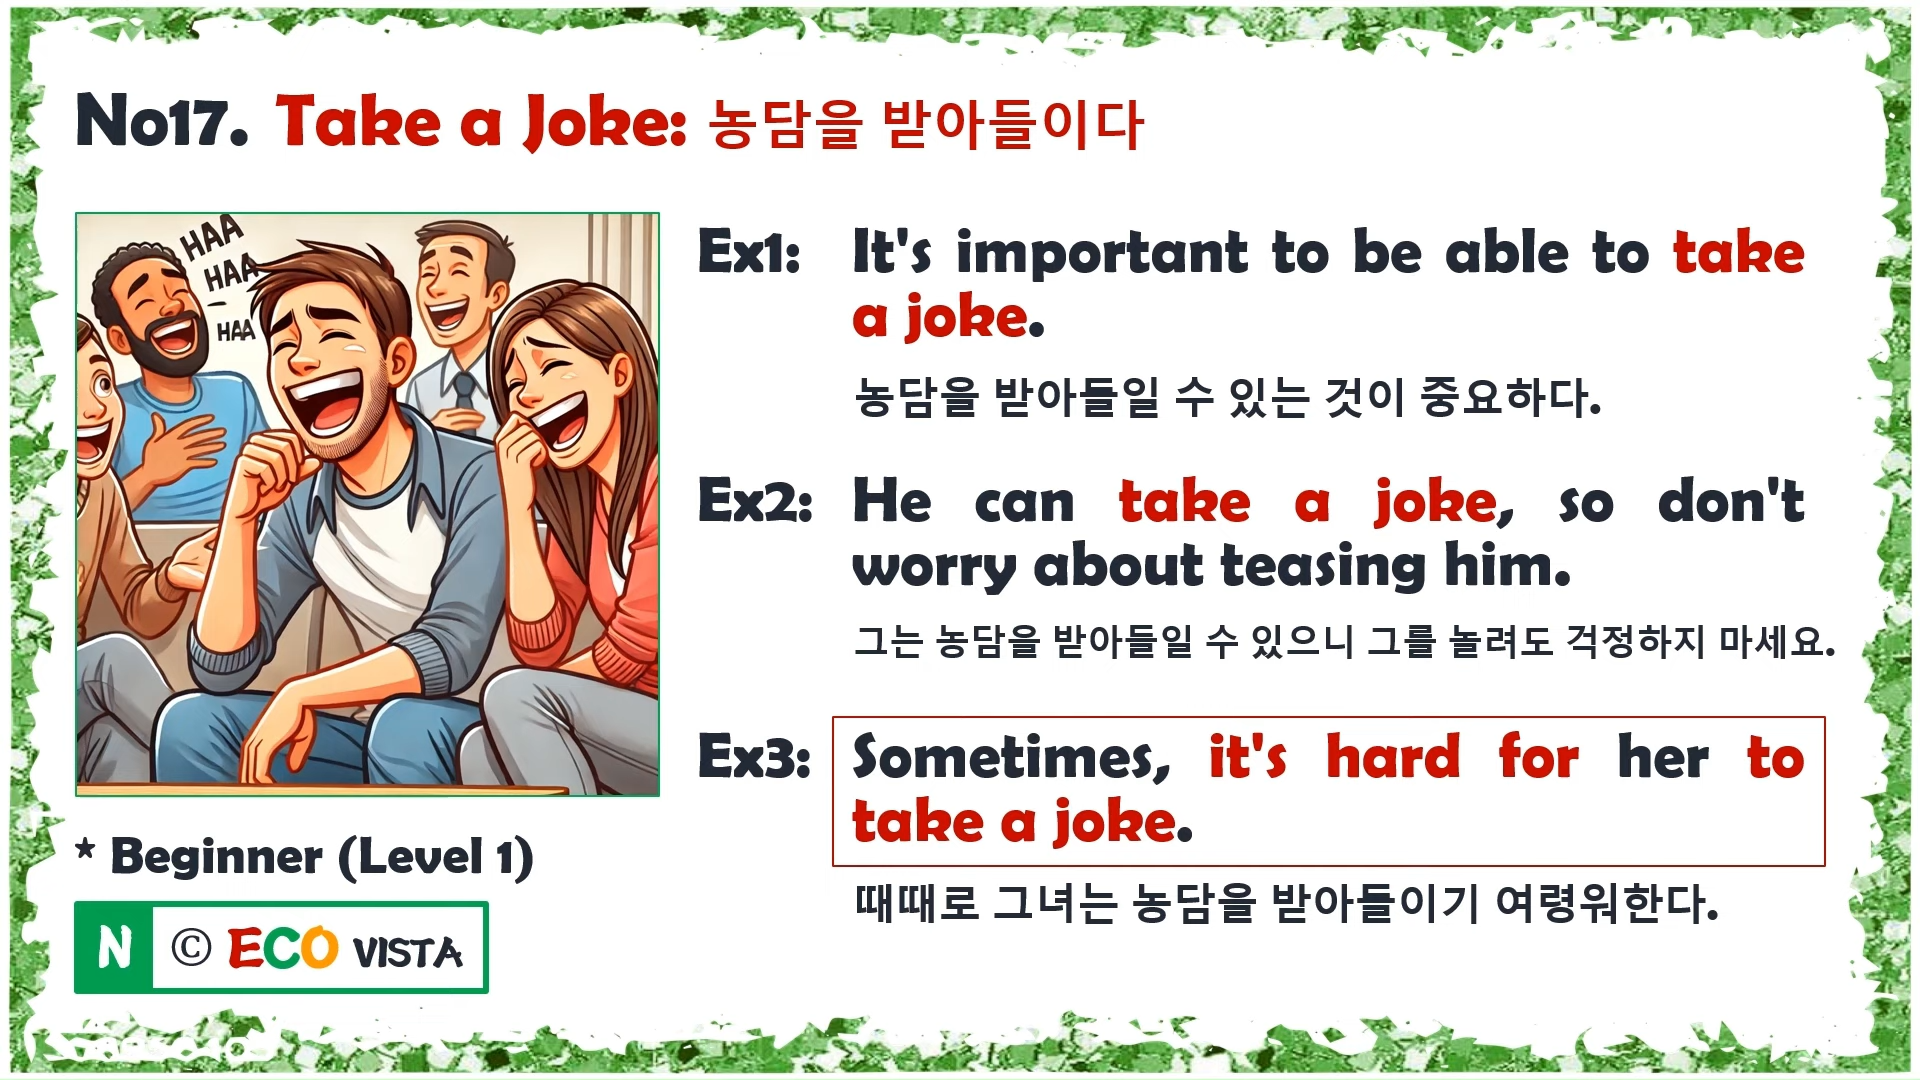 No17. Take a Joke: 농담을 받아들이다
HAA
HAA
HAA
Ex1: It's important to be able to take
a joke.
농담을 받아들일 수 있는 것이 중요하다.
Ex2: He can take a joke, so don't
worry about teasing him.
그는 농담을 받아들일 수 있으니 그를 놀려도 걱정하지 마세요.
Ex3: Sometimes, it's hard for her to
take a joke.
때때로 그녀는 농담을 받아들이기 여령워한다.
* Beginner (Level 1)
N © ECO VISTA